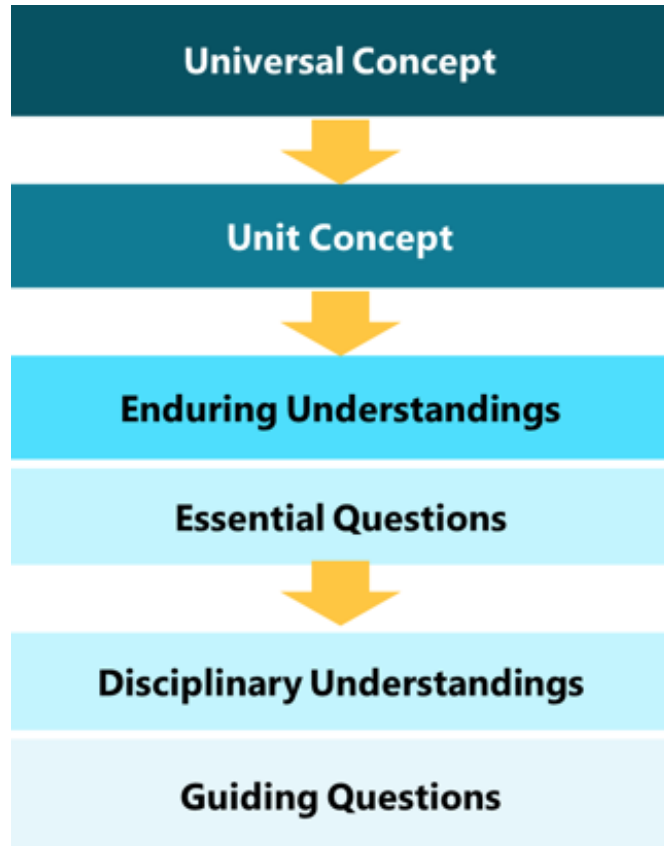 Universal Concept
Unit Concept
Enduring Understandings
Essential Questions
Disciplinary Understandings
Guiding Questions